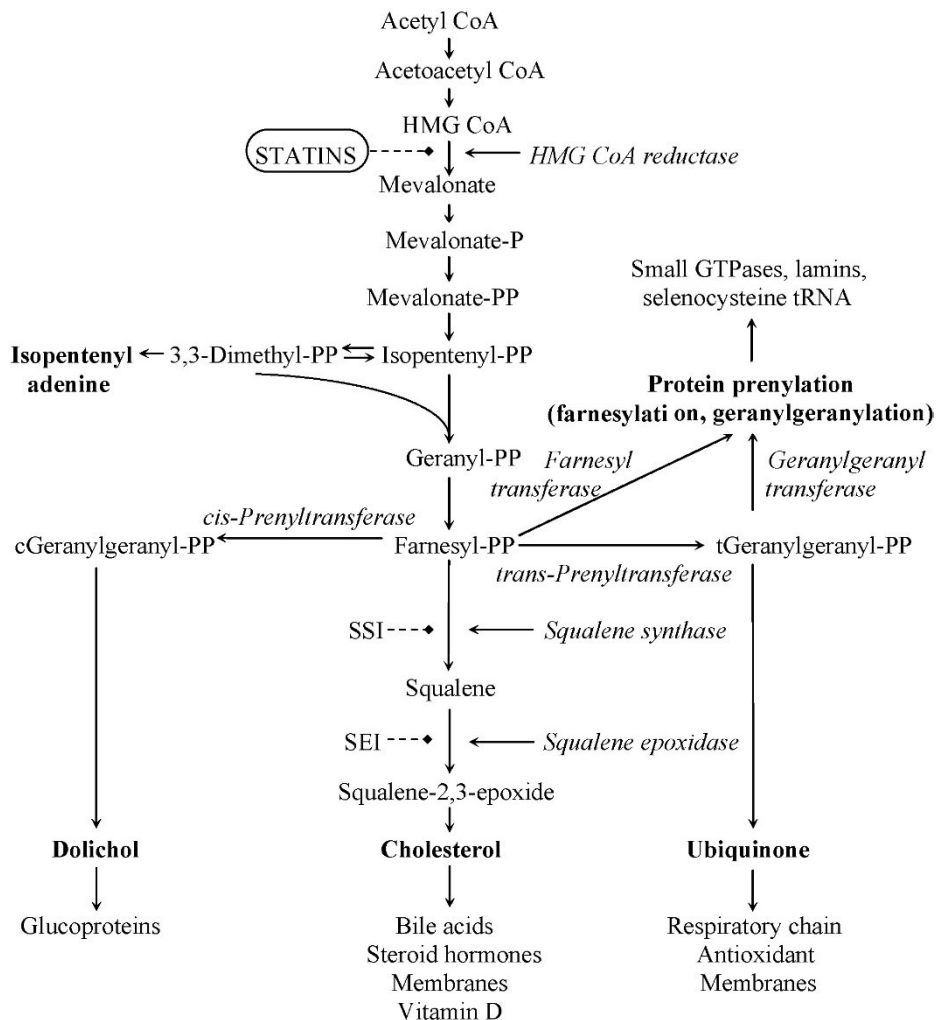 Acetyl CoA
Acetoacetyl CoA
HMG CoA
STATINS
HMG CoA reductase
Mevalonate
Mevalonate-P
Mevalonate-PP
Small GTPases, lamins,
selenocysteine tRNA
Isopentenyl
adenine
3,3-Dimethyl-PP
Isopentenyl-PP
Protein prenylation
(farnesylati on, geranylgeranylation)
Geranyl-PP
Farnesyl
transferase
Geranylgeranyl
transferase
cis-Prenyltransferase
cGeranylgeranyl-PP
Farnesyl-PP
tGeranylgeranyl-PP
trans-Prenyltransferase
SSI
Squalene synthase
Squalene
SEI
Squalene epoxidase
Squalene-2,3-epoxide
Dolichol
Cholesterol
Ubiquinone
Glucoproteins
Bile acids
Steroid hormones
Membranes
Vitamin D
Respiratory chain
Antioxidant
Membranes